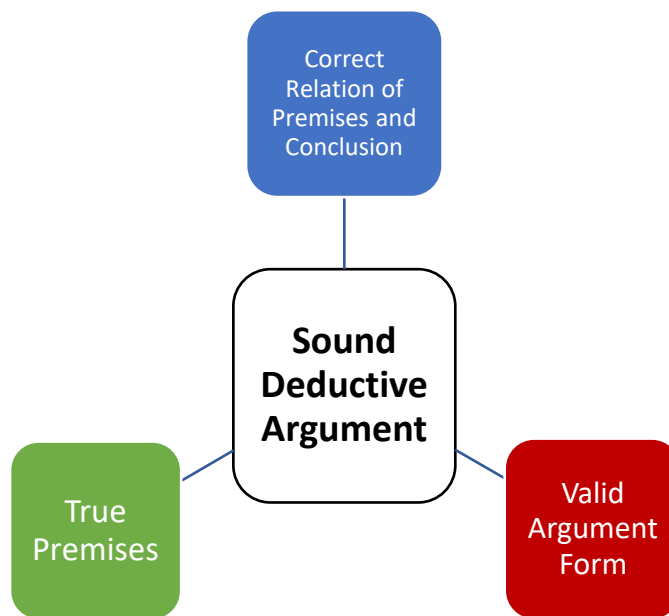 Correct
Relation of
Premises and
Conclusion
Sound
Deductive
Argument
True
Premises
Valid
Argument
Form